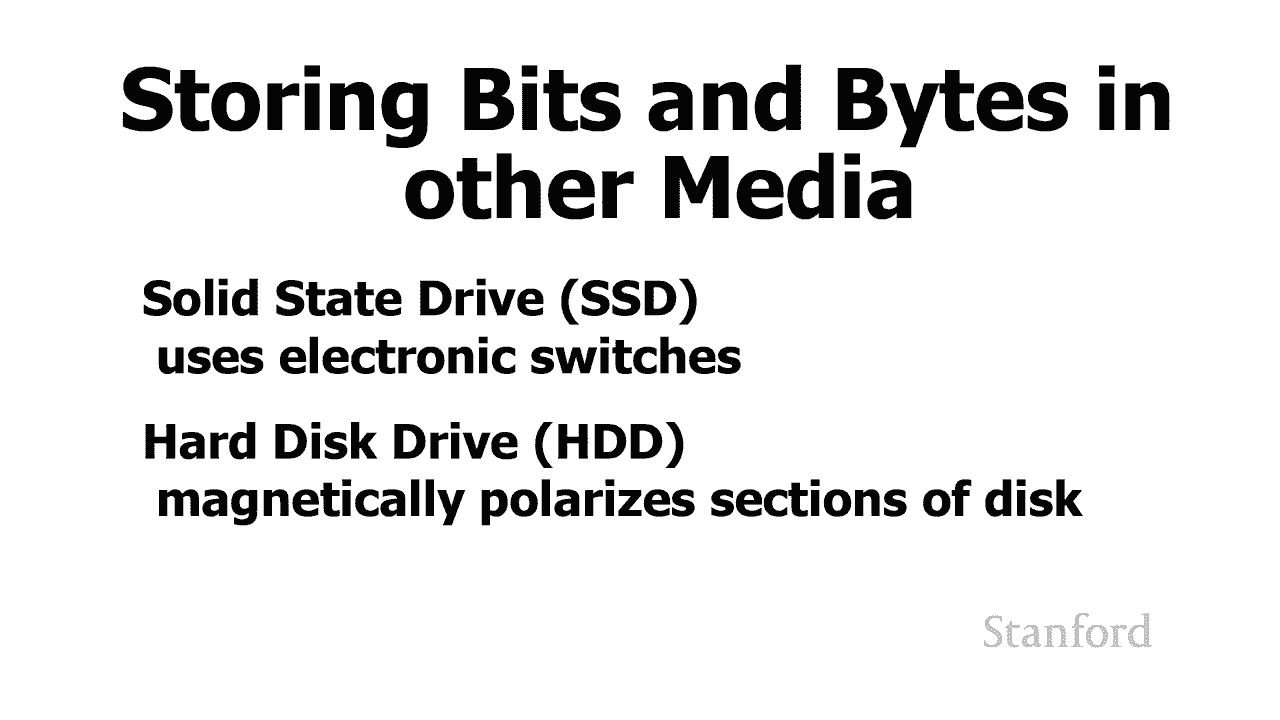 Storing Bits and Bytes in
other Media
Solid State Drive (SSD)
uses electronic switches
Hard Disk Drive (HDD)
magnetically polarizes sections of disk
Stanford